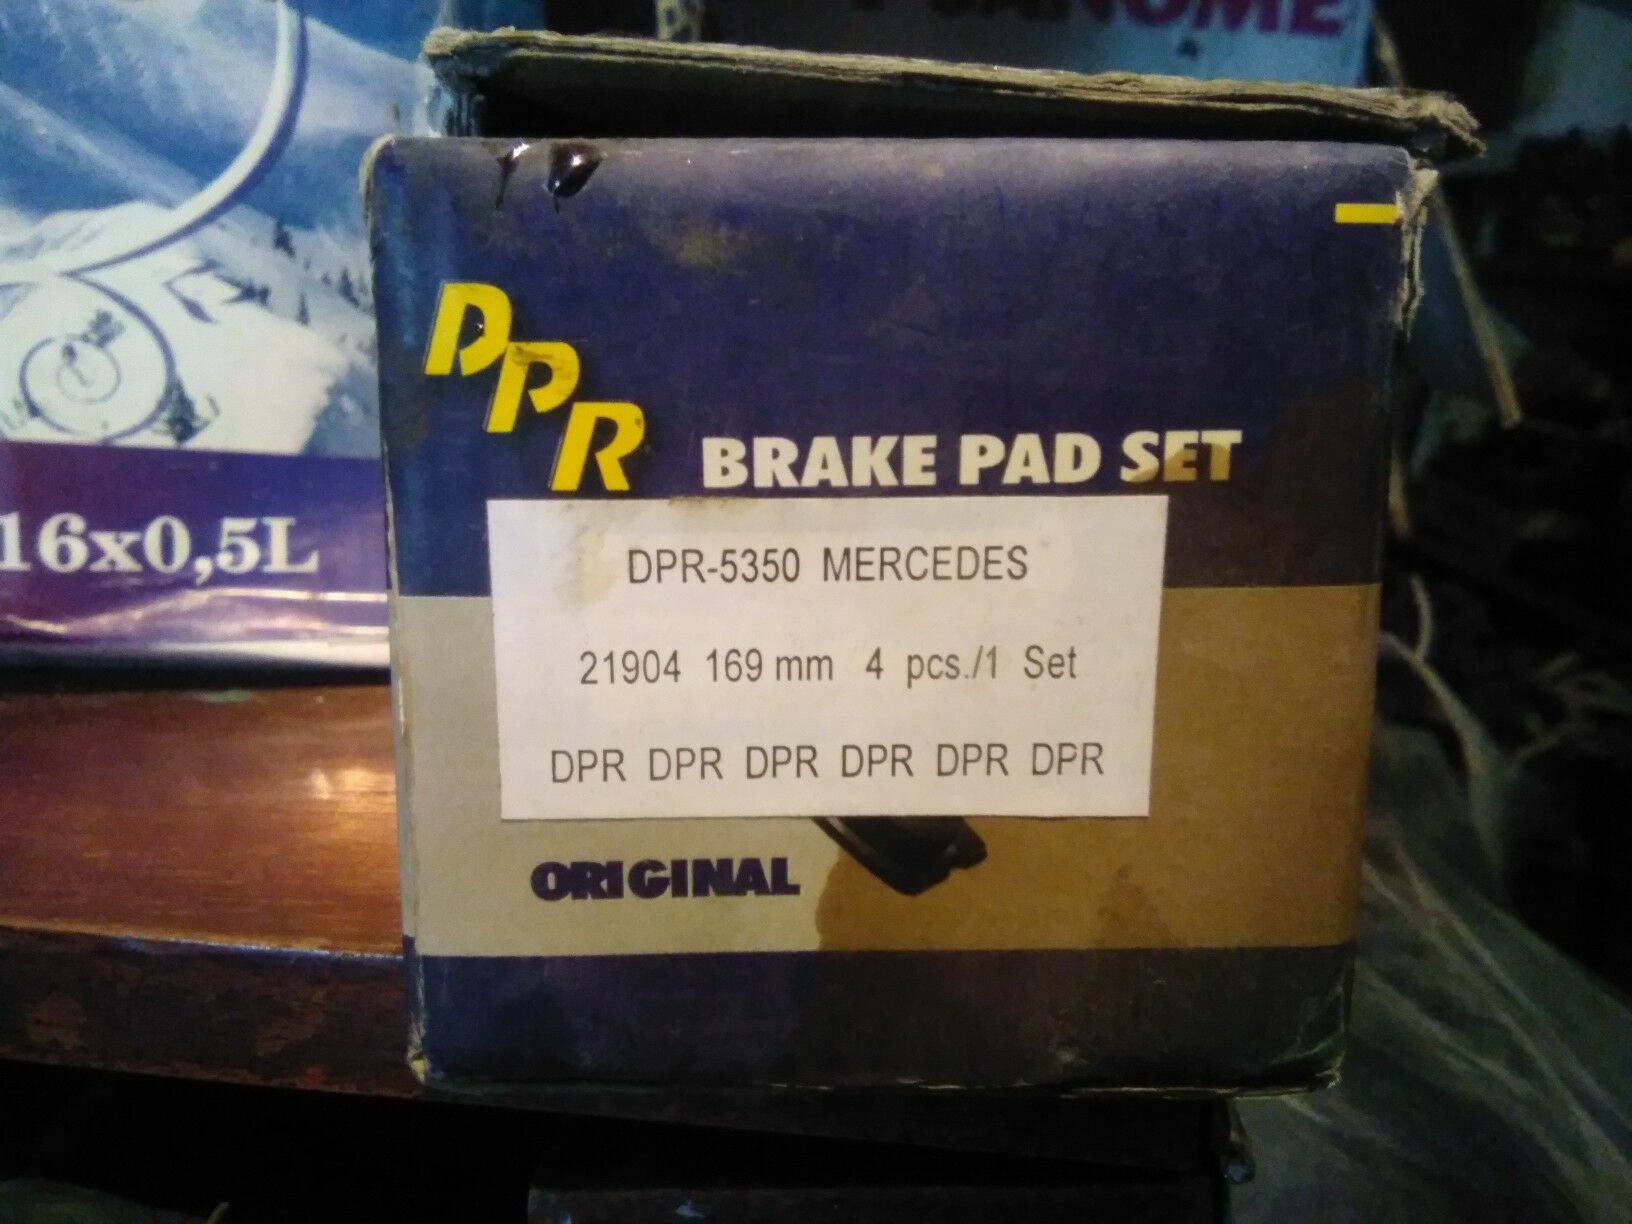 DPR
BRAKE PAD SET
DPR-5350 MERCEDES
21904 169 mm 4 pcs./1 Set
DPR DPR DPR DPR DPR DPR
ORIGINAL
16x0,5L